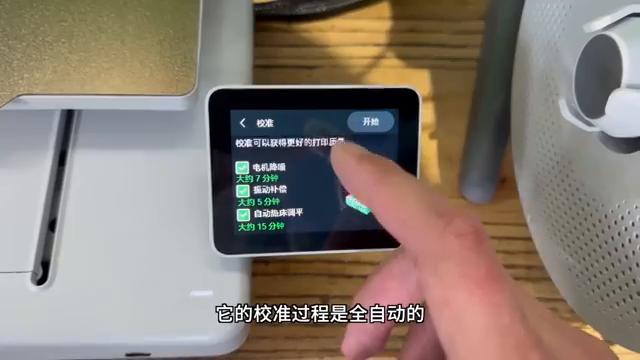 校准
开始
校准可以获得更好的打印质量
电机降噪
大约 7 分钟
振动补偿
大约 5 分钟
自动热床调平
大约 15 分钟
它的校准过程是全自动的